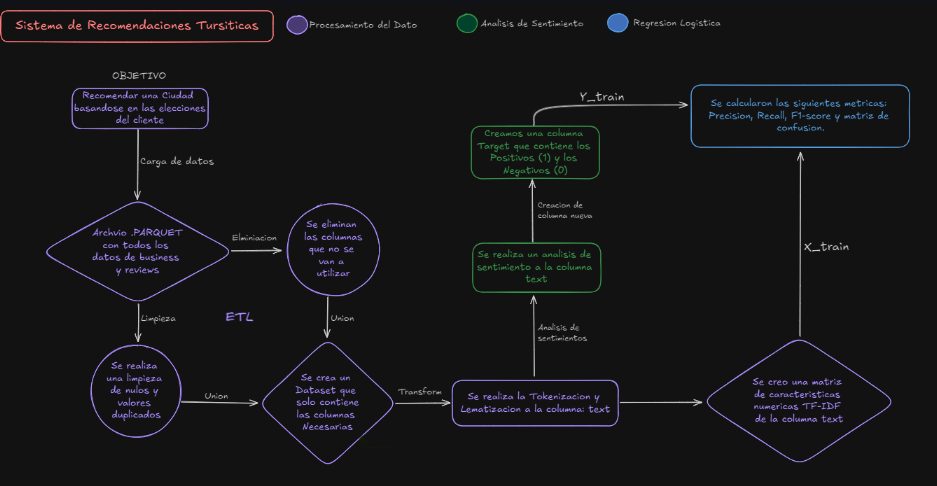 Sistema de Recomendaciones Tursiticas
Procesamiento del Dato
Analisis de Sentimiento
Regresion Logistica
OBJETIVO
Recomendar una Ciudad
basandose en las elecciones
del cliente
Carga de datos
Archvio .PARQUET
con todos los
datos de business
y reviews
Elminiacion
Se eliminan
las columnas
que no se
van a
utilizar
Limpieza
ETL
Union
Se realiza
una limpieza
de nulos y
valores
duplicados
Union
Se crea un
Dataset que
solo contiene
las columnas
Necesarias
Transform
Se realiza la Tokenizacion y
Lematizacion a la columna: text
Analisis de
sentimientos
Se realiza un analisis de
sentimiento a la columna
text
Creacion de
columna nueva
Creamos una columna
Target que contiene los
Positivos (1) y los
Negativos (0)
Y_train
Se calcularon las siguientes metricas:
Precision, Recall, F1-score y matriz de
confusion.
X_train
Se creo una matriz
de caracteristicas
numericas TF-IDF
de la columna text